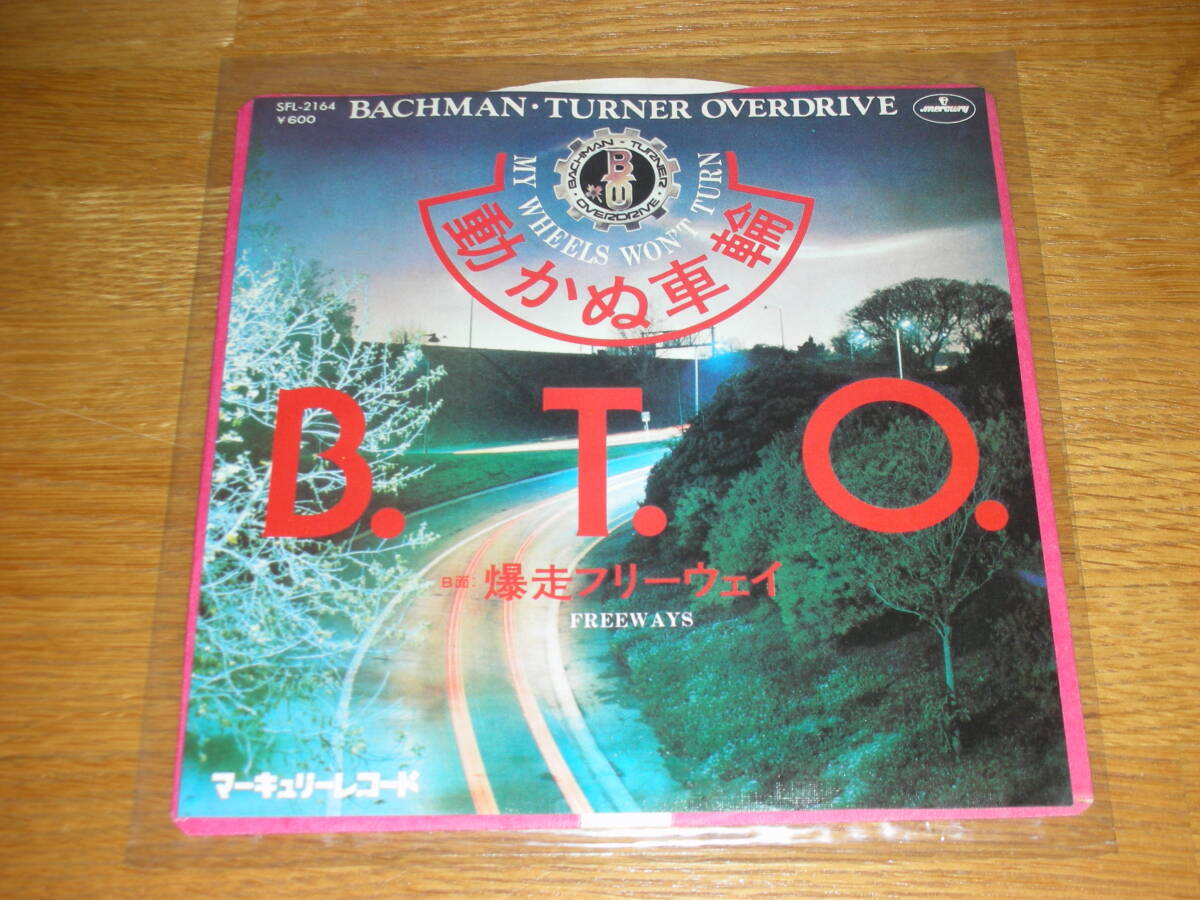 SFL-2164
¥600
BACHMAN・TURNER OVERDRIVE
mercury
BACHMAN - TURNER
BTO
・OVERDRIVE・
MY WHEELS WON'T TURN
動かぬ車輪
B. T. O.
B面: 爆走フリーウェイ
FREEWAYS
マーキュリーレコード